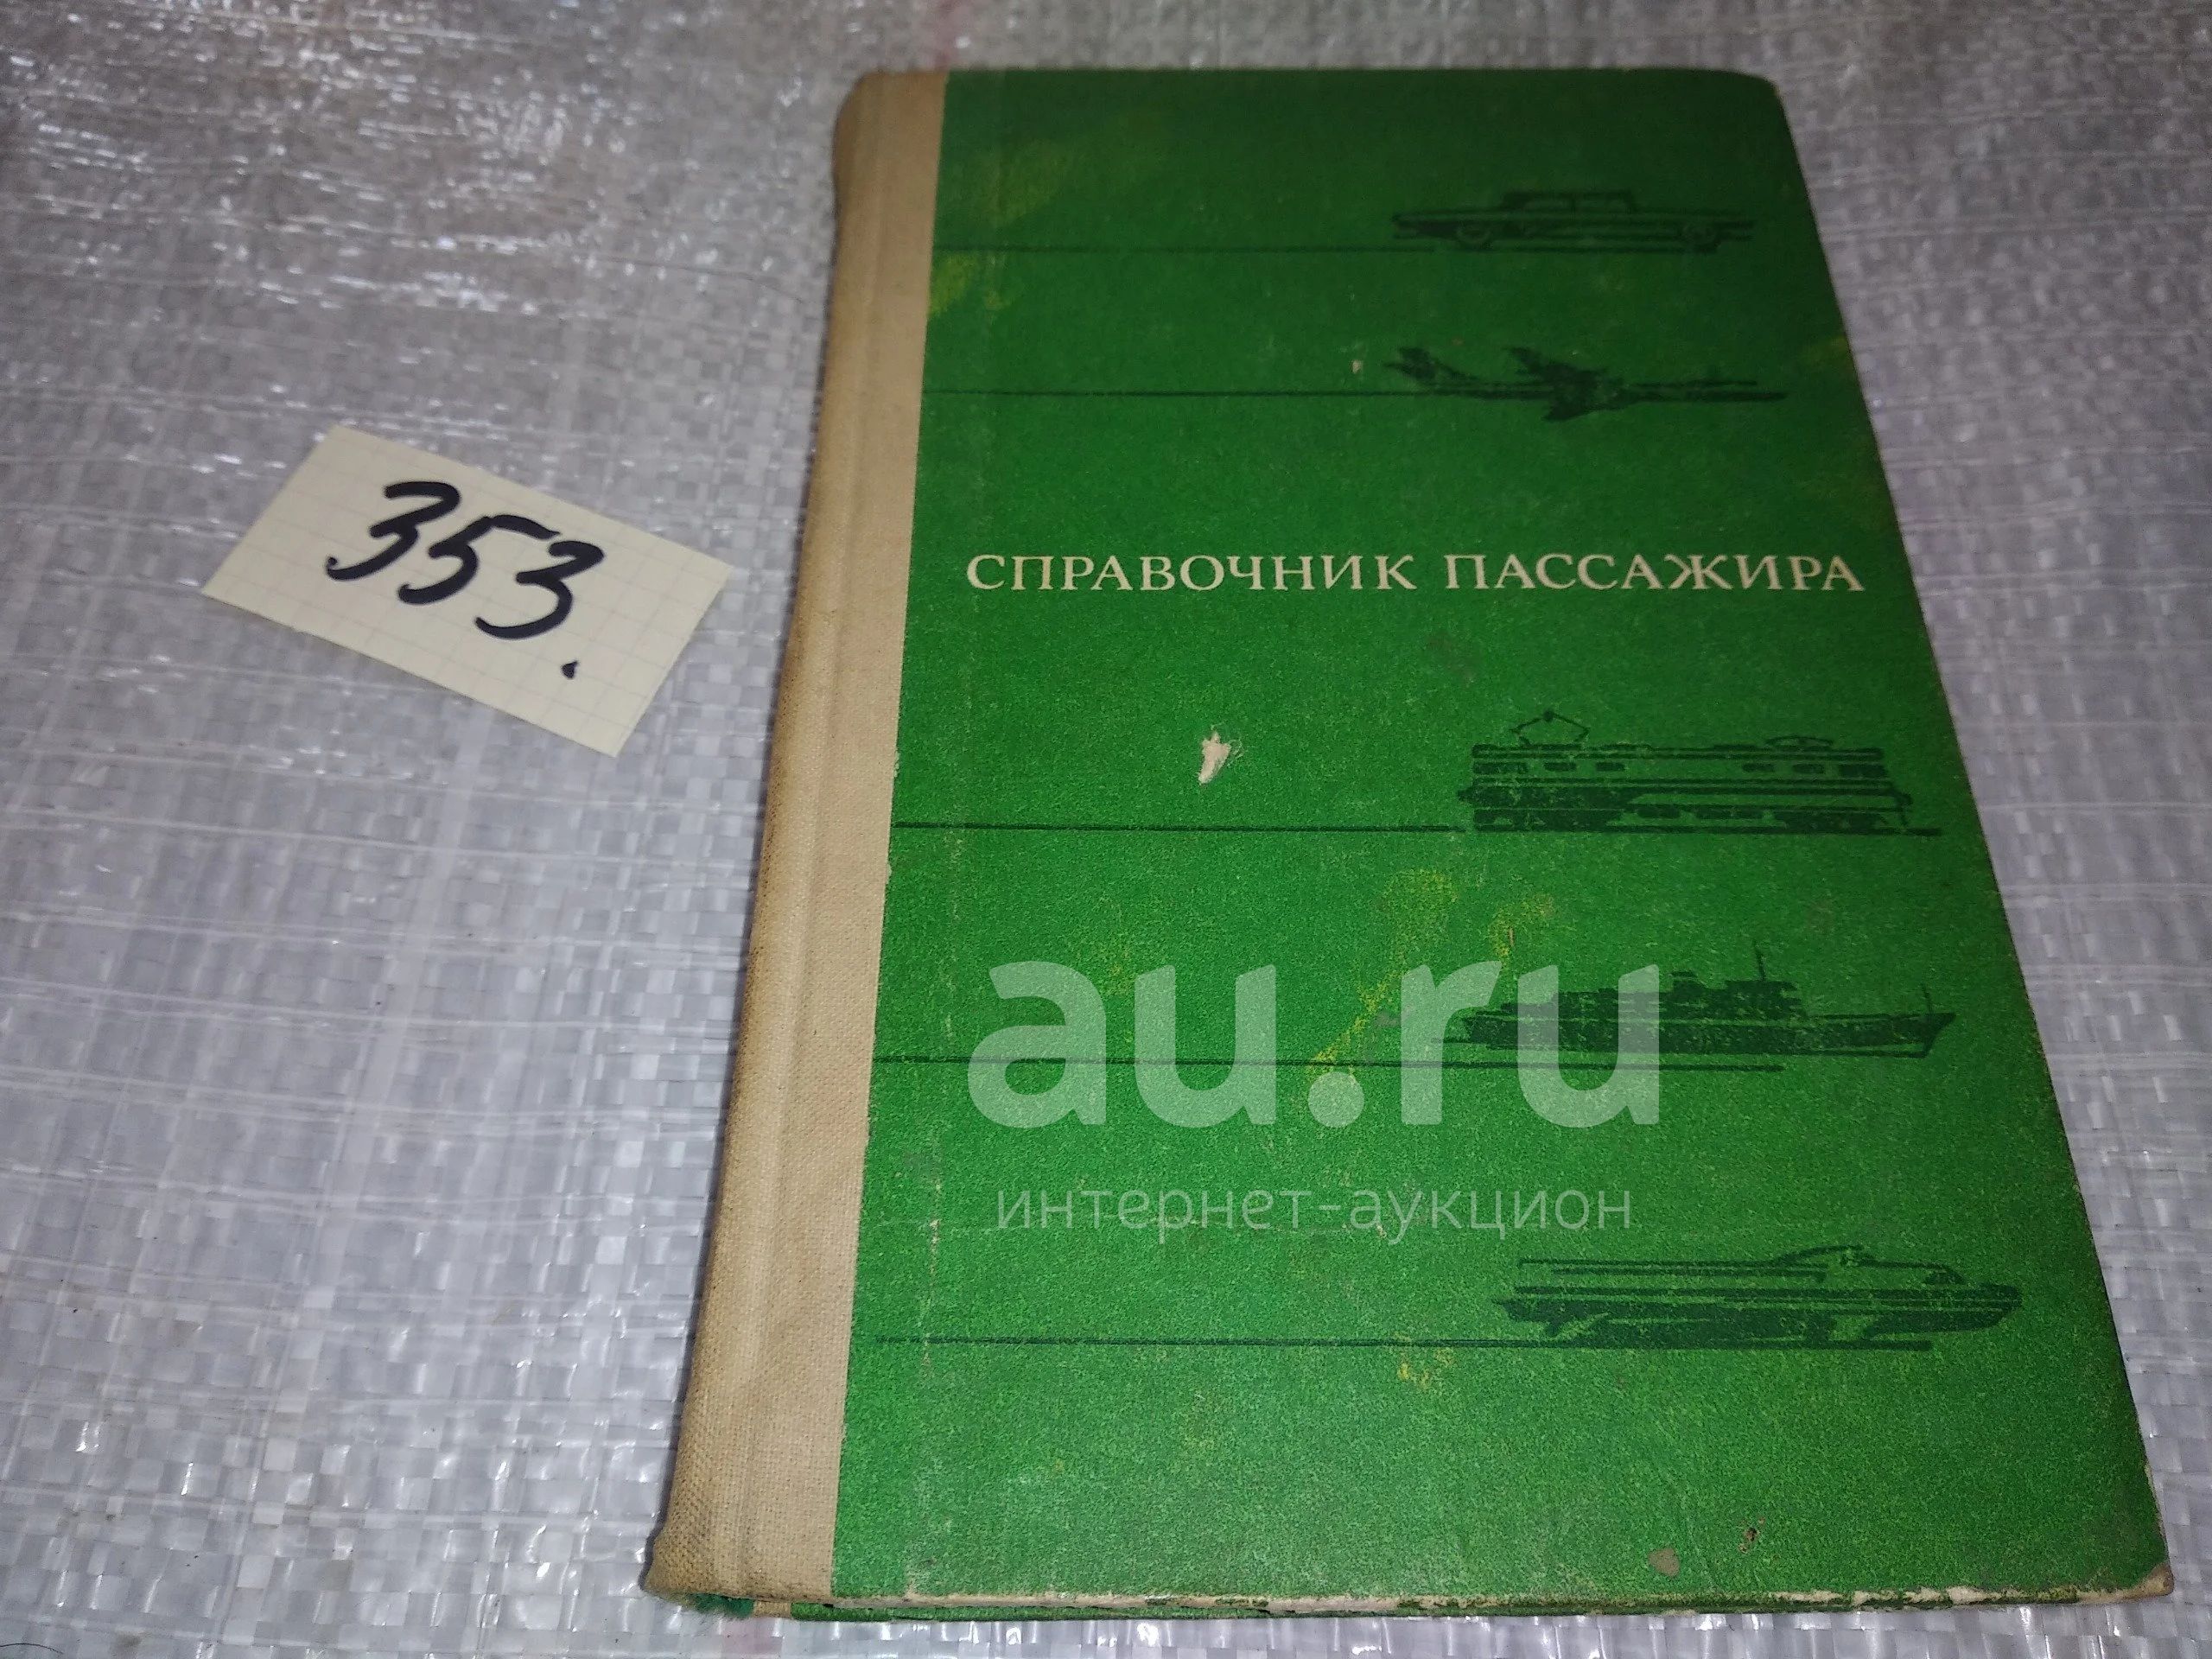 353.
СПРАВОЧНИК ПАССАЖИРА
au.ru
интернет-аукцион